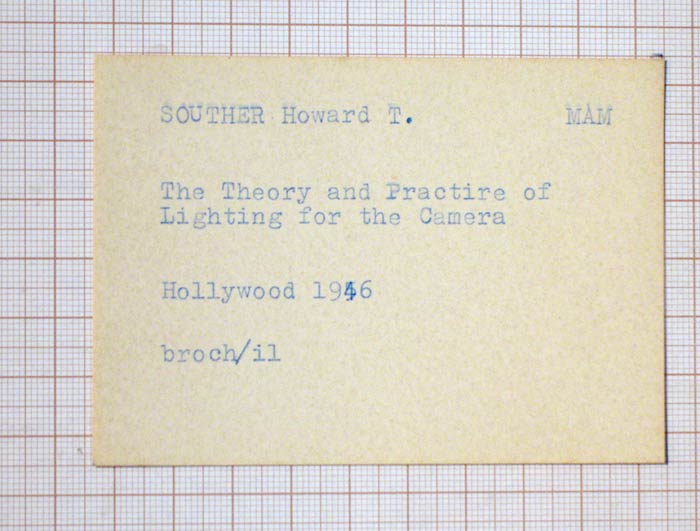 SOUTHER Howard T. MAM
The Theory and Practire of
Lighting for the Camera
Hollywood 1946
broch/il